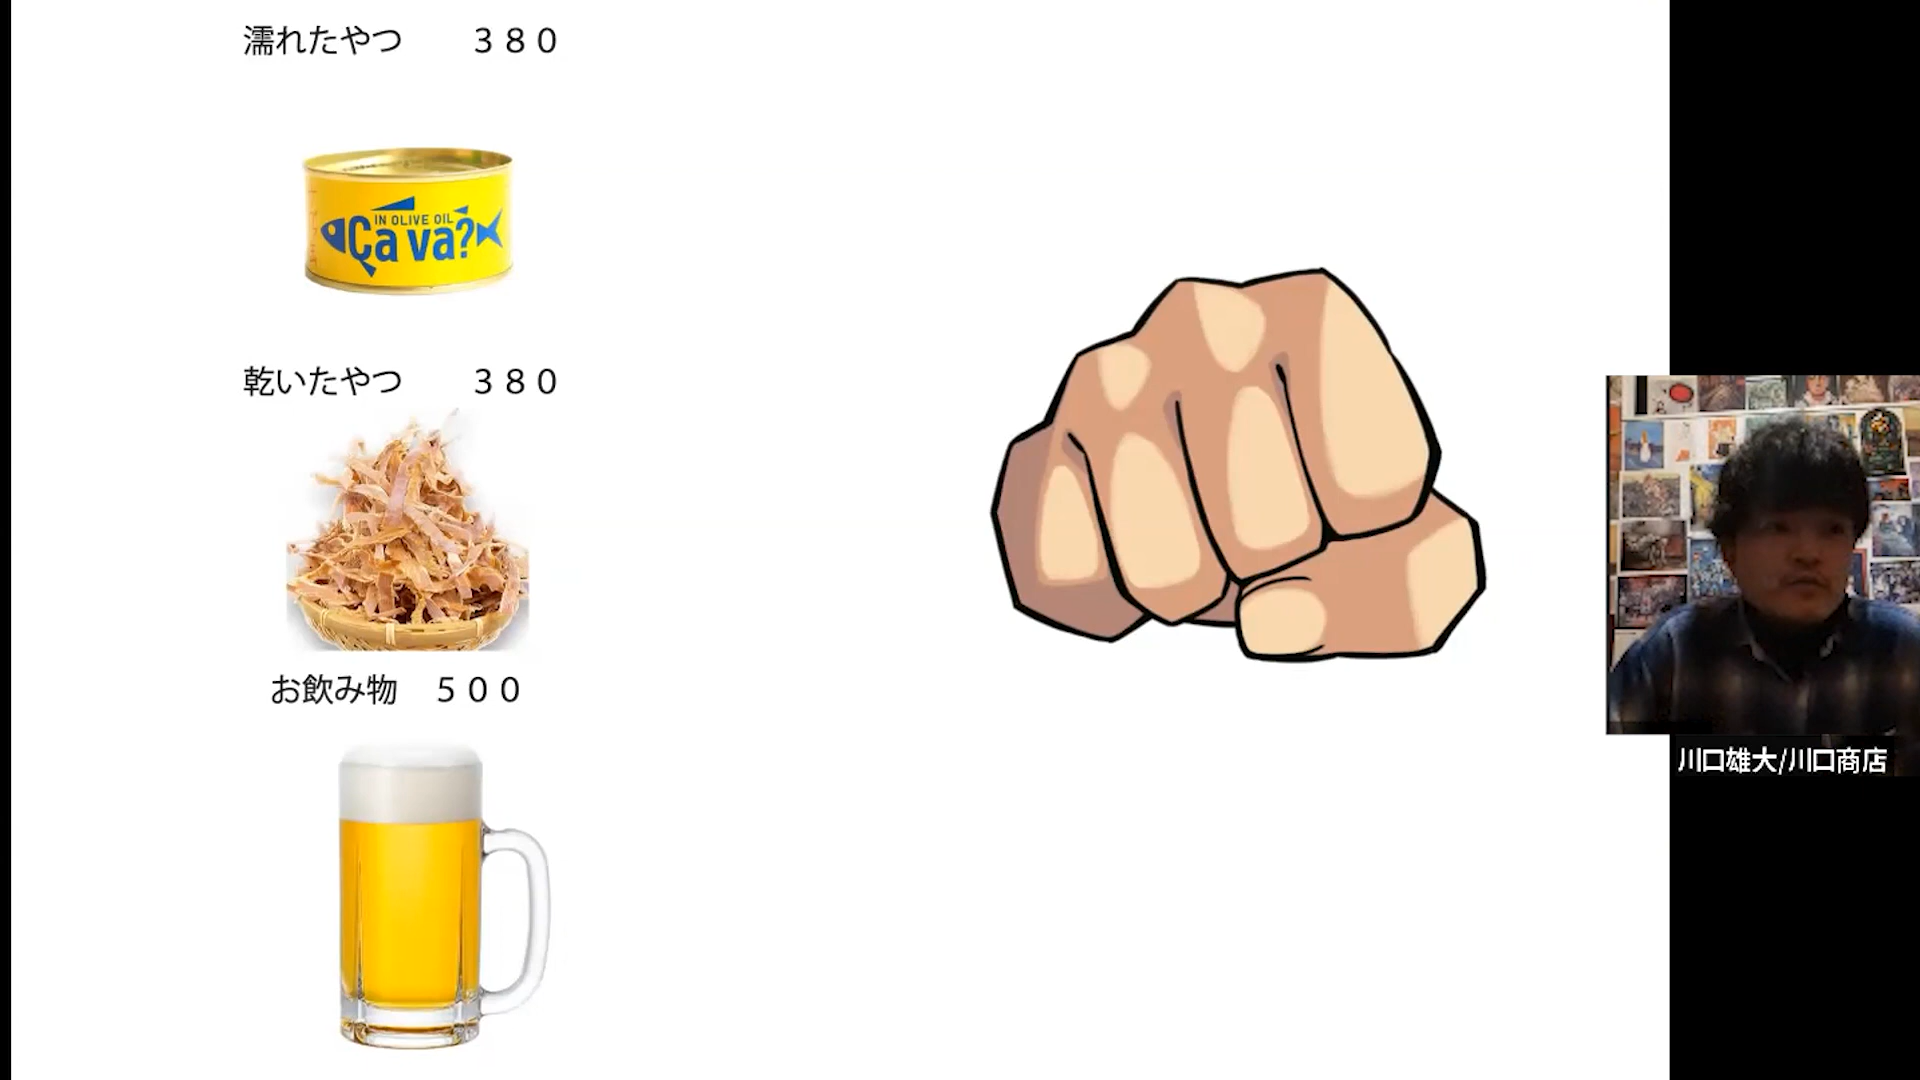 濡れたやつ　　３８０
IN OLIVE OIL
Ça va?
乾いたやつ　　３８０
お飲み物　５００
川口雄大/川口商店